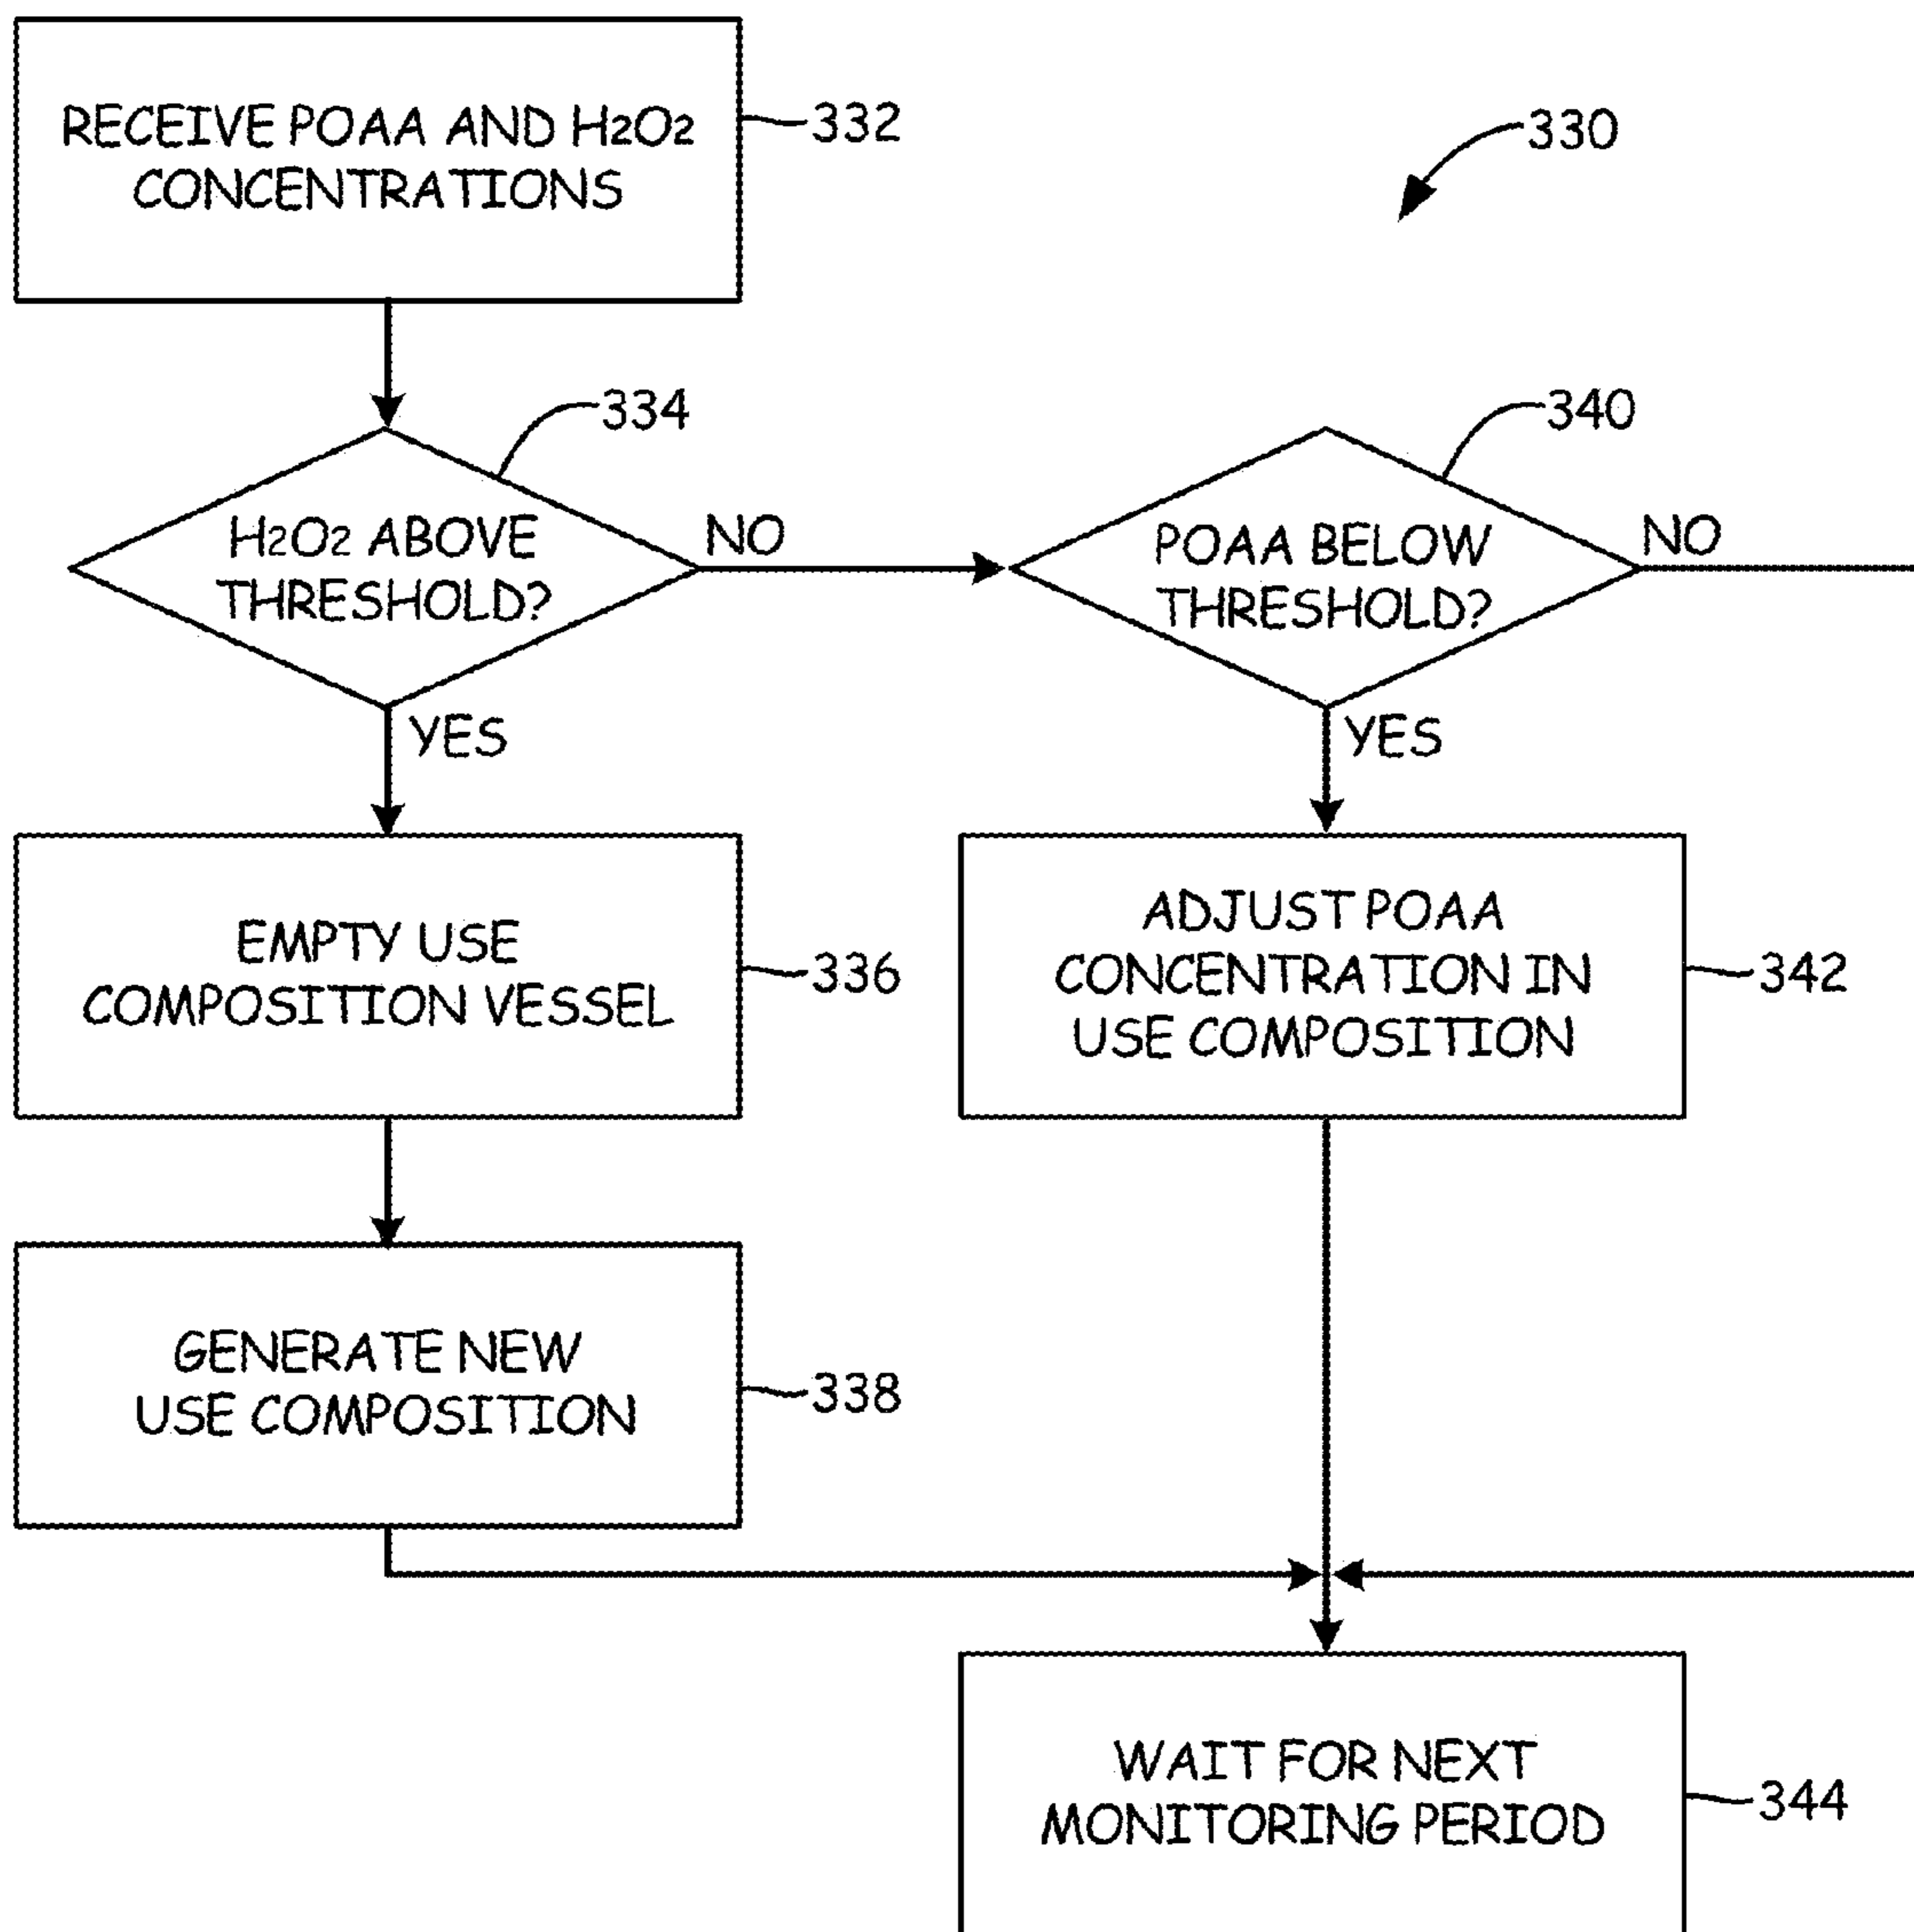 RECEIVE POAA AND H2O2
CONCENTRATIONS
332
330
334
H2O2 ABOVE
THRESHOLD?
NO
YES
340
POAA BELOW
THRESHOLD?
NO
YES
EMPTY USE
COMPOSITION VESSEL
336
ADJUST POAA
CONCENTRATION IN
USE COMPOSITION
342
GENERATE NEW
USE COMPOSITION
338
WAIT FOR NEXT
MONITORING PERIOD
344